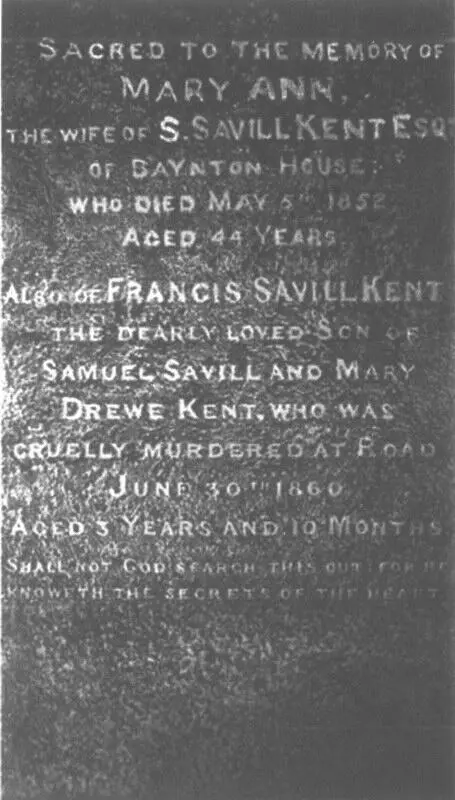 SACRED TO THE MEMORY OF
MARY ANN,
THE WIFE OF S. SAVILL KENT ESQR
OF BAYNTON HOUSE;
WHO DIED MAY 5TH 1852
AGED 44 YEARS
ALSO OF FRANCIS SAVILL KENT
THE DEARLY LOVED SON OF
SAMUEL SAVILL AND MARY
DREWE KENT, WHO WAS
CRUELLY MURDERED AT ROAD
JUNE 30TH 1860
AGED 3 YEARS AND 10 MONTHS
SHALL NOT GOD SEARCH THIS OUT: FOR HE
KNOWETH THE SECRETS OF THE HEART